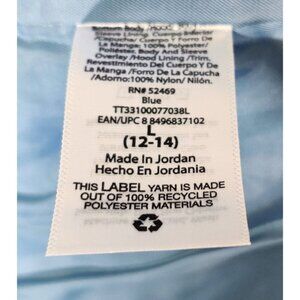 Bottom Body /Hood
Sleeve Lining. Cuerpo Inferior
/Capucha/ Cuerpo Y Forro De
La Manga: 100% Polyester/
Poliéster. Body And Sleeve
Overlay /Hood Lining /Trim.
Revestimiento Del Cuerpo Y De
La Manga /Forro De La Capucha
/Adorno:100% Nylon/ Nilón.
RN# 52469
Blue
TT33100077038L
EAN/UPC 8 8496837102
L
(12-14)
Made In Jordan
Hecho En Jordania
THIS LABEL YARN IS MADE
OUT OF 100% RECYCLED
POLYESTER MATERIALS